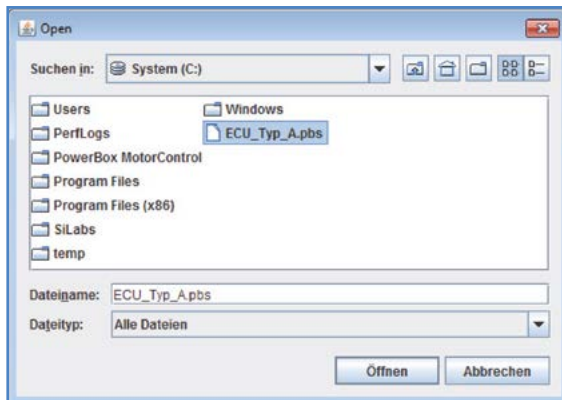 Open
Suchen in: System (C:)
Users
PerfLogs
PowerBox MotorControl
Program Files
Program Files (x86)
SiLabs
temp
Windows
ECU_Typ_A.pbs
Dateiname: ECU_Typ_A.pbs
Dateityp: Alle Dateien
Öffnen Abbrechen